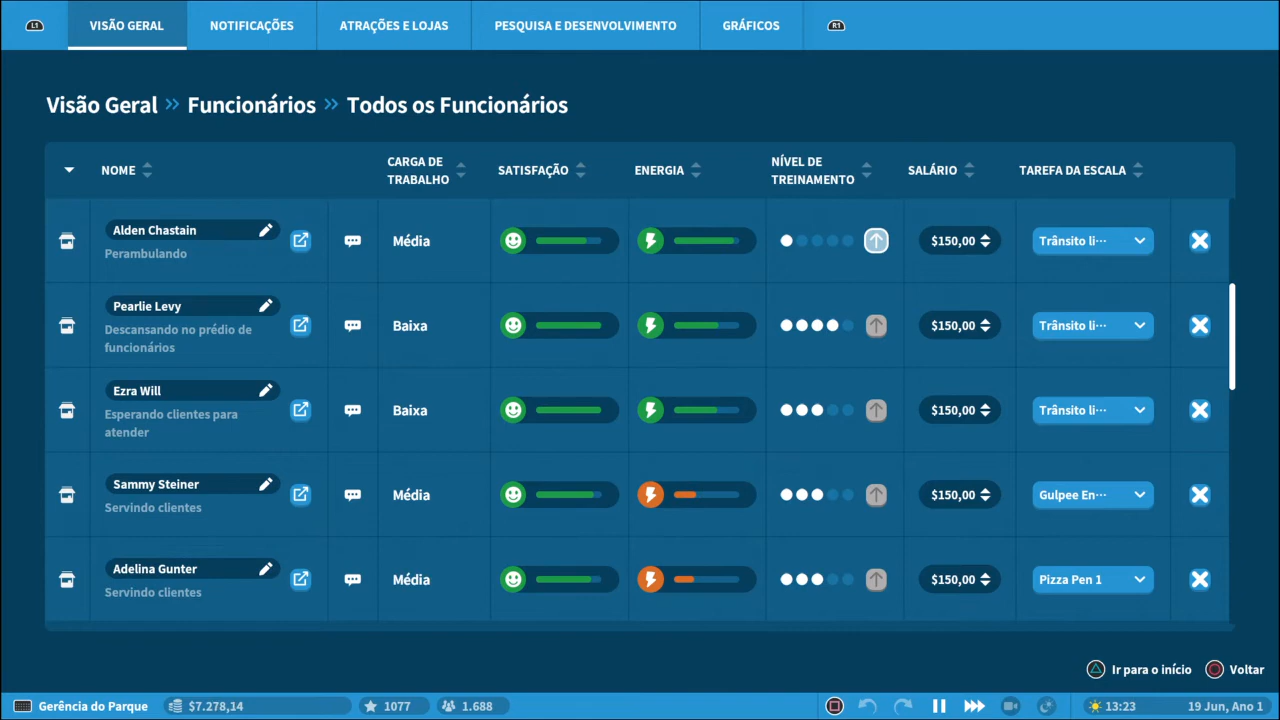 L1 VISÃO GERAL NOTIFICAÇÕES ATRAÇÕES E LOJAS PESQUISA E DESENVOLVIMENTO GRÁFICOS R1
Visão Geral » Funcionários » Todos os Funcionários
NOME CARGA DE TRABALHO SATISFAÇÃO ENERGIA NÍVEL DE TREINAMENTO SALÁRIO TAREFA DA ESCALA
Alden Chastain
Perambulando
Média $150,00 Trânsito li···
Pearlie Levy
Descansando no prédio de
funcionários
Baixa $150,00 Trânsito li···
Ezra Will
Esperando clientes para
atender
Baixa $150,00 Trânsito li···
Sammy Steiner
Servindo clientes
Média $150,00 Gulpee En···
Adelina Gunter
Servindo clientes
Média $150,00 Pizza Pen 1
Ir para o início Voltar
Gerência do Parque $7.278,14 1077 1.688 13:23 19 Jun, Ano 1